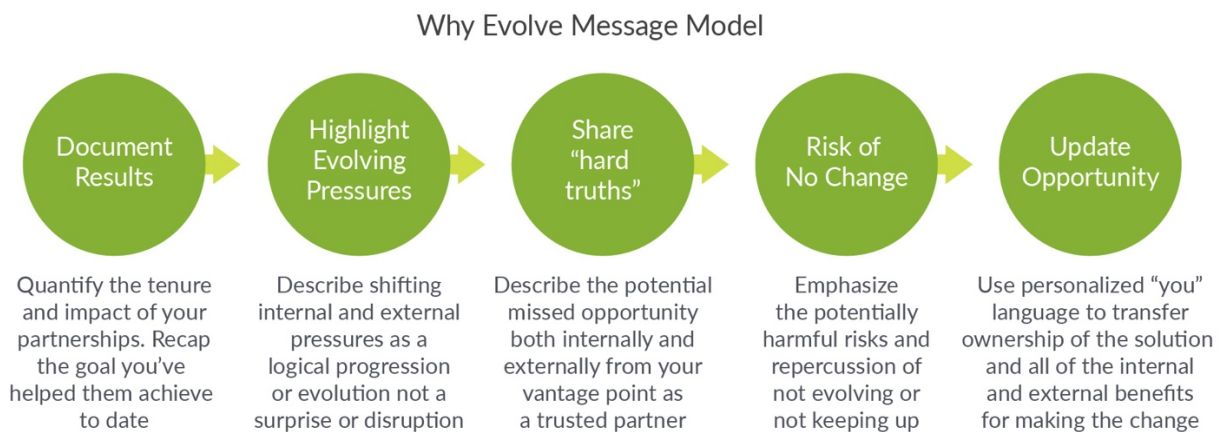 Why Evolve Message Model
Document
Results
Highlight
Evolving
Pressures
Share
“hard
truths”
Risk of
No Change
Update
Opportunity
Quantify the tenure
and impact of your
partnerships. Recap
the goal you’ve
helped them achieve
to date
Describe shifting
internal and external
pressures as a
logical progression
or evolution not a
surprise or disruption
Describe the potential
missed opportunity
both internally and
externally from your
vantage point as
a trusted partner
Emphasize
the potentially
harmful risks and
repercussion of
not evolving or
not keeping up
Use personalized “you”
language to transfer
ownership of the solution
and all of the internal
and external benefits
for making the change